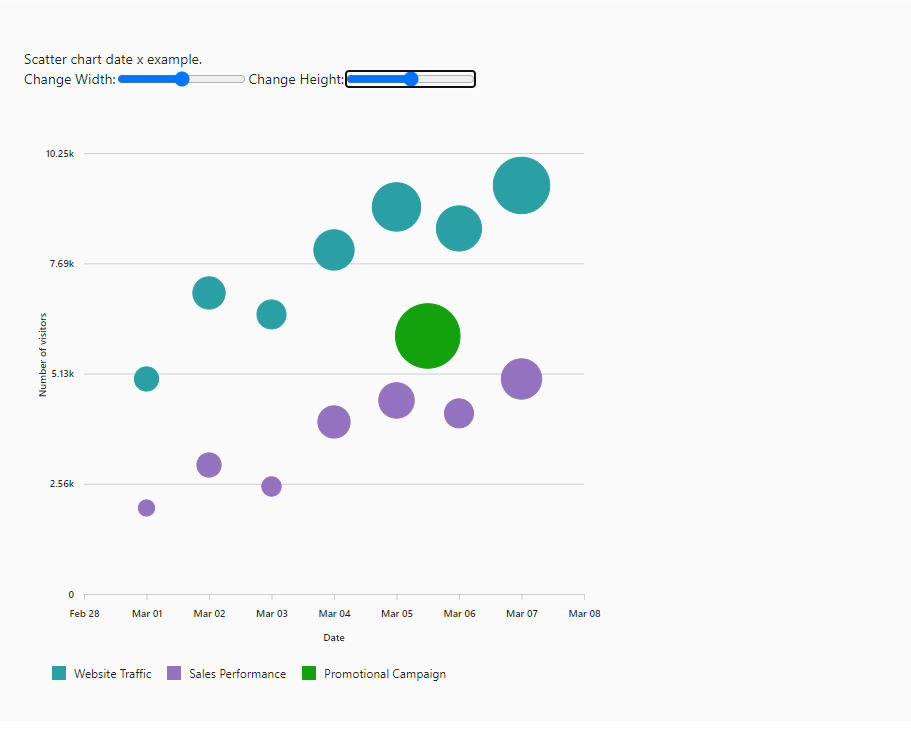 Scatter chart date x example.
Change Width: Change Height:
10.25k
7.69k
5.13k
2.56k
0
Number of visitors
Feb 28 Mar 01 Mar 02 Mar 03 Mar 04 Mar 05 Mar 06 Mar 07 Mar 08
Date
Website Traffic Sales Performance Promotional Campaign